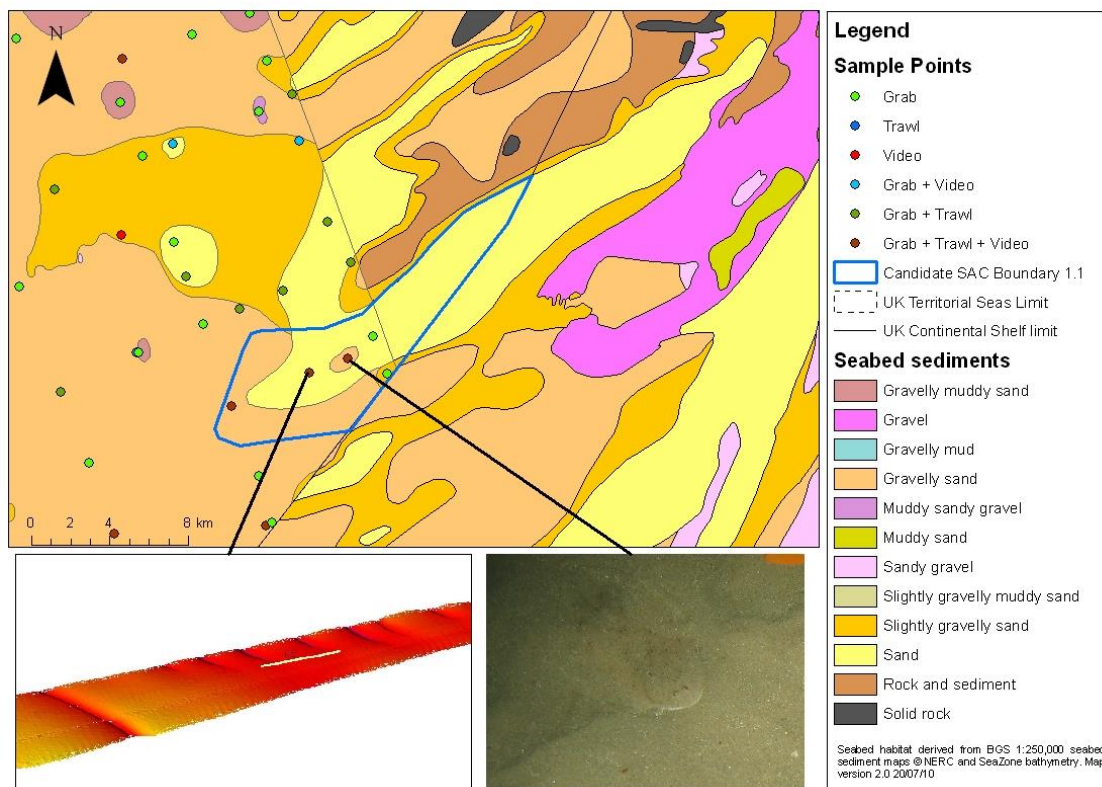 N
0 2 4 8 km
Legend
Sample Points
Grab
Trawl
Video
Grab + Video
Grab + Trawl
Grab + Trawl + Video
Candidate SAC Boundary 1.1
UK Territorial Seas Limit
UK Continental Shelf limit
Seabed sediments
Gravelly muddy sand
Gravel
Gravelly mud
Gravelly sand
Muddy sandy gravel
Muddy sand
Sandy gravel
Slightly gravelly muddy sand
Slightly gravelly sand
Sand
Rock and sediment
Solid rock
Seabed habitat derived from BGS 1:250,000 seabed
sediment maps © NERC and SeaZone bathymetry. Map
version 2.0 20/07/10